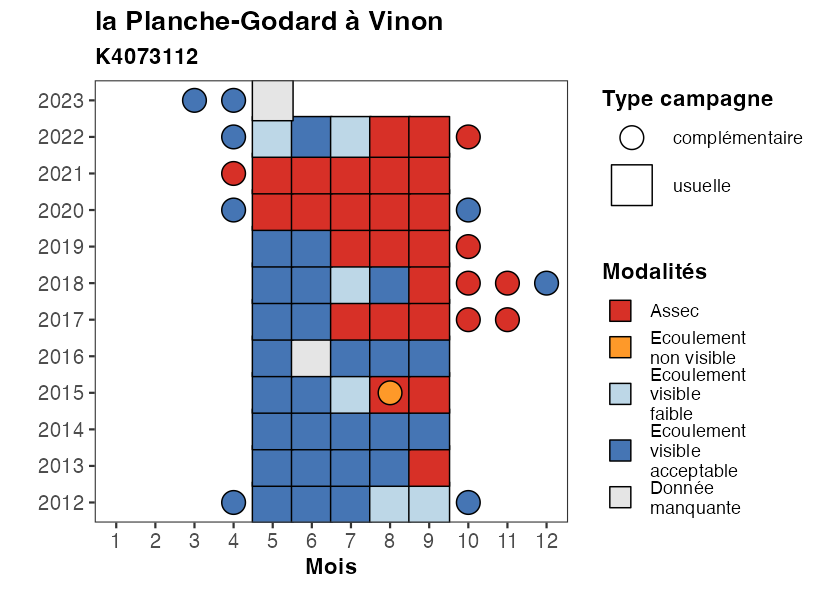 la Planche-Godard à Vinon
K4073112
2023
2022
2021
2020
2019
2018
2017
2016
2015
2014
2013
2012
1 2 3 4 5 6 7 8 9 10 11 12
Mois
Type campagne
complémentaire
usuelle
Modalités
Assec
Ecoulement
non visible
Ecoulement
visible
faible
Ecoulement
visible
acceptable
Donnée
manquante